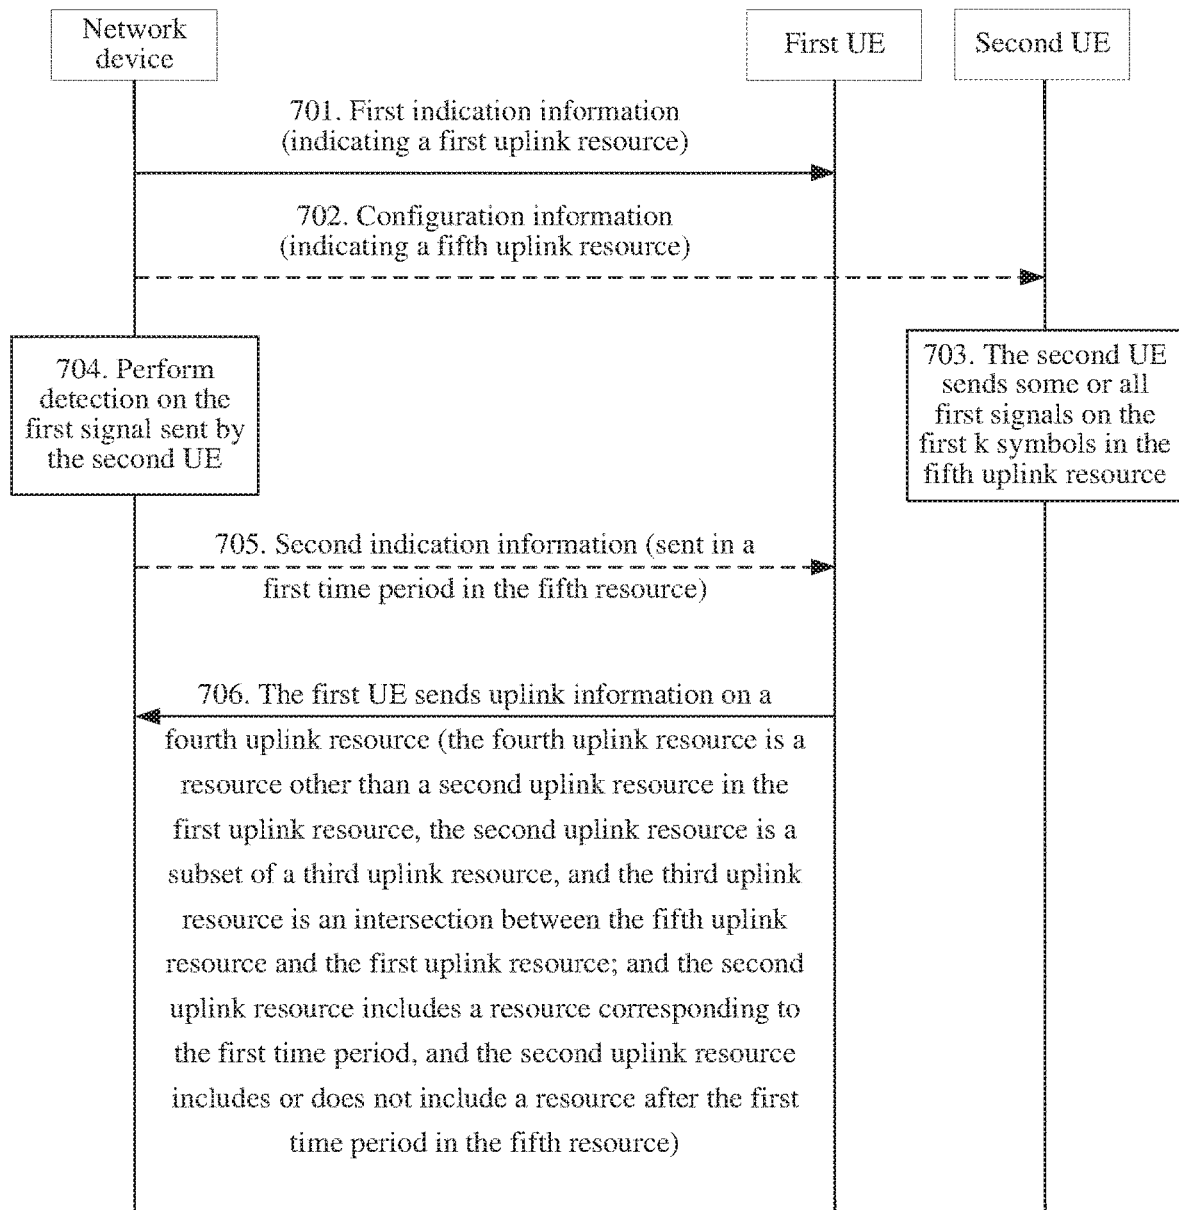 Network
device
First UE
Second UE
701. First indication information
(indicating a first uplink resource)
702. Configuration information
(indicating a fifth uplink resource)
704. Perform
detection on the
first signal sent by
the second UE
703. The second UE
sends some or all
first signals on the
first k symbols in the
fifth uplink resource
705. Second indication information (sent in a
first time period in the fifth resource)
706. The first UE sends uplink information on a
fourth uplink resource (the fourth uplink resource is a
resource other than a second uplink resource in the
first uplink resource, the second uplink resource is a
subset of a third uplink resource, and the third uplink
resource is an intersection between the fifth uplink
resource and the first uplink resource; and the second
uplink resource includes a resource corresponding to
the first time period, and the second uplink resource
includes or does not include a resource after the first
time period in the fifth resource)